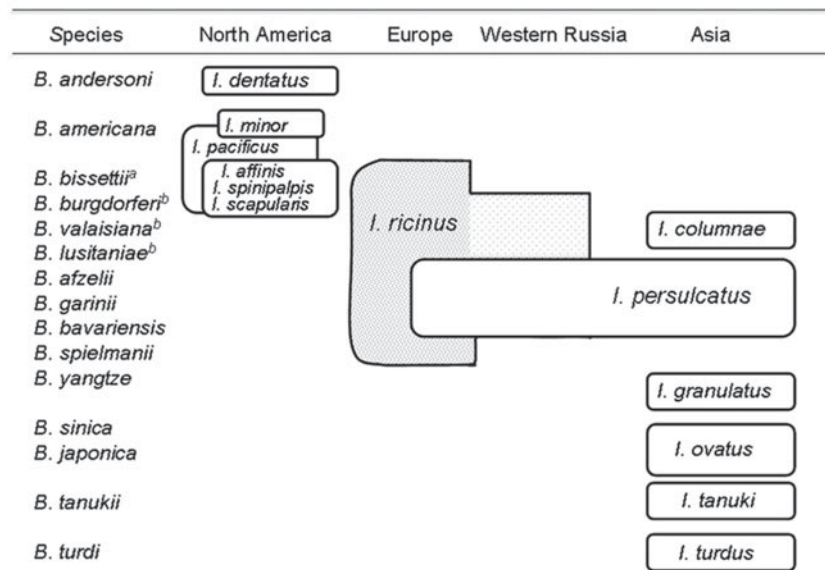 Species North America Europe Western Russia Asia
B. andersoni I. dentatus
B. americana I. minor
I. pacificus
B. bissettii^a I. affinis
B. burgdorferi^b I. spinipalpis
I. scapularis
B. valaisiana^b I. ricinus I. columnae
B. lusitaniae^b
B. afzelii
B. garinii I. persulcatus
B. bavariensis
B. spielmanii
B. yangtze I. granulatus
B. sinica
B. japonica I. ovatus
B. tanukii I. tanuki
B. turdi I. turdus